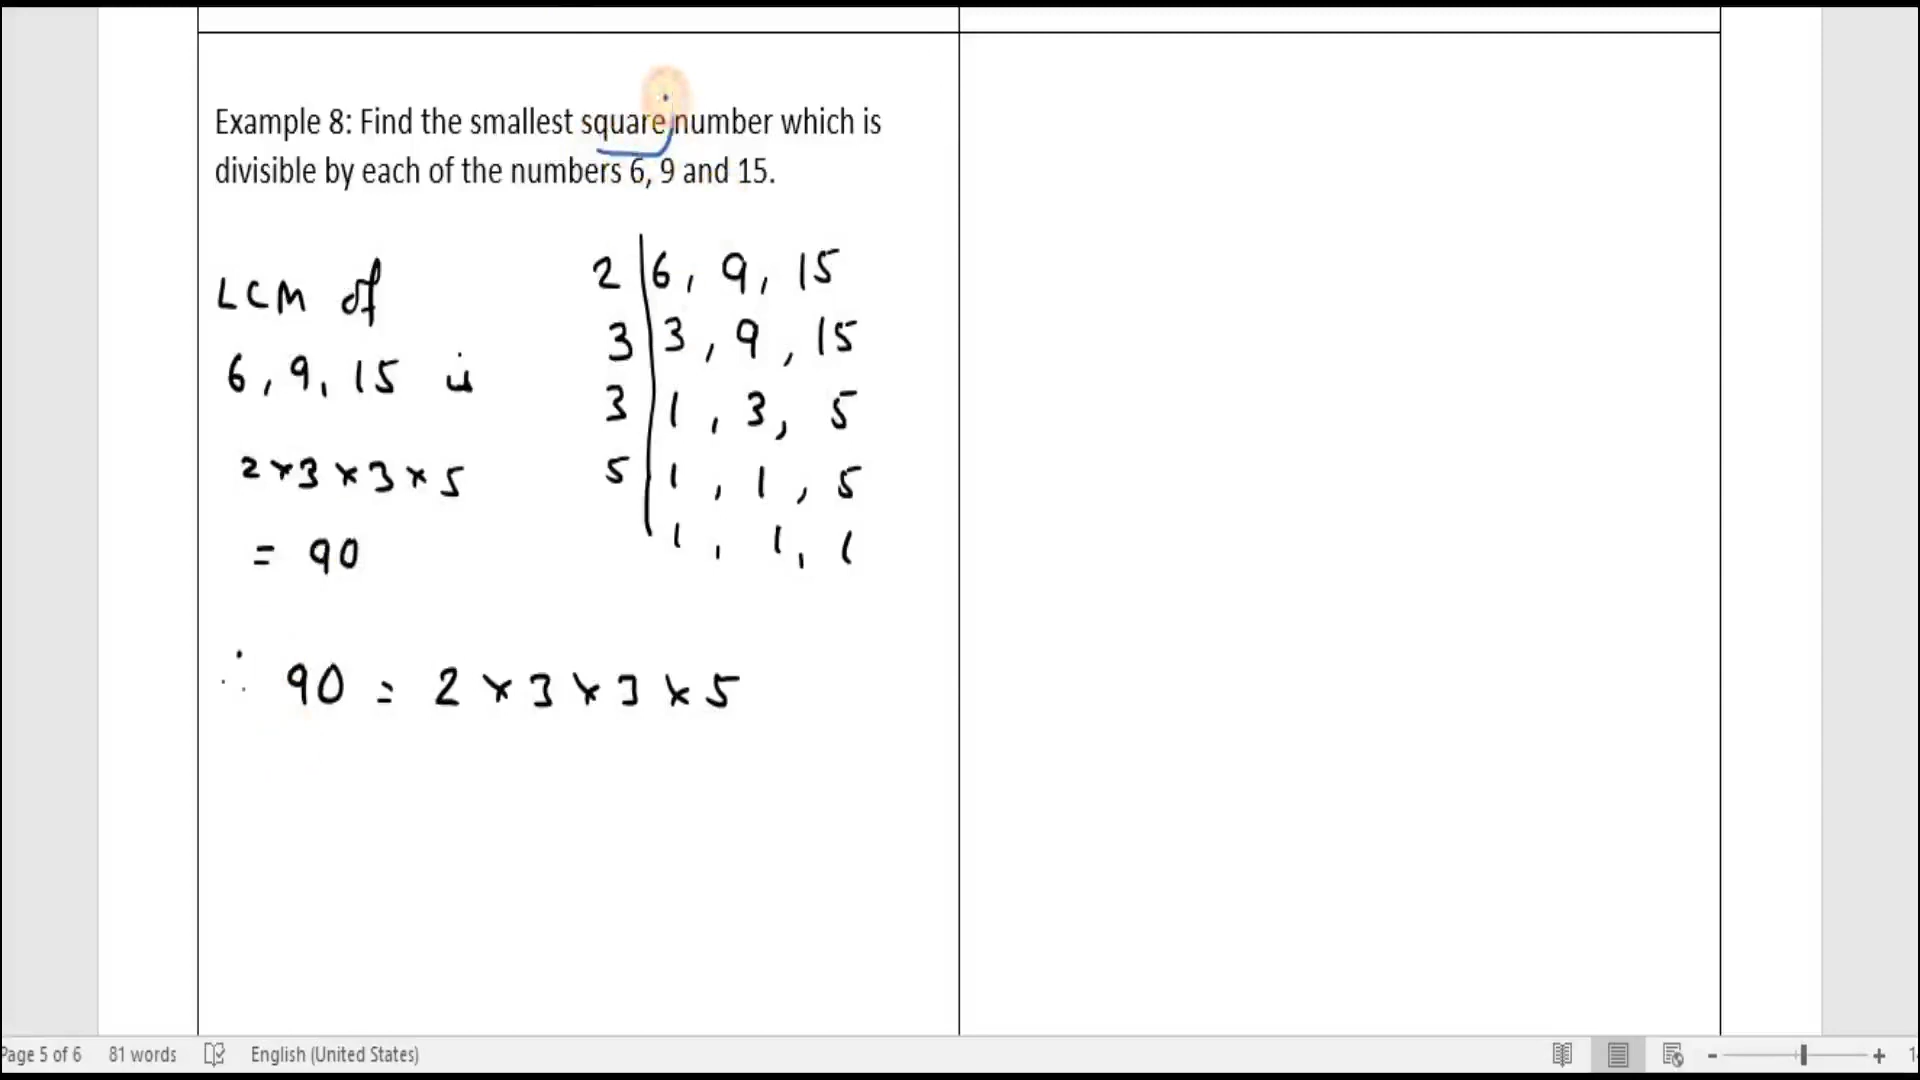 Example 8: Find the smallest square number which is
divisible by each of the numbers 6, 9 and 15.
LCM of
6, 9, 15 is
2 × 3 × 3 × 5
= 90
2 | 6, 9, 15
3 | 3, 9, 15
3 | 1, 3, 5
5 | 1, 1, 5
1, 1, 1
∴ 90 = 2 × 3 × 3 × 5
Page 5 of 6 81 words English (United States)